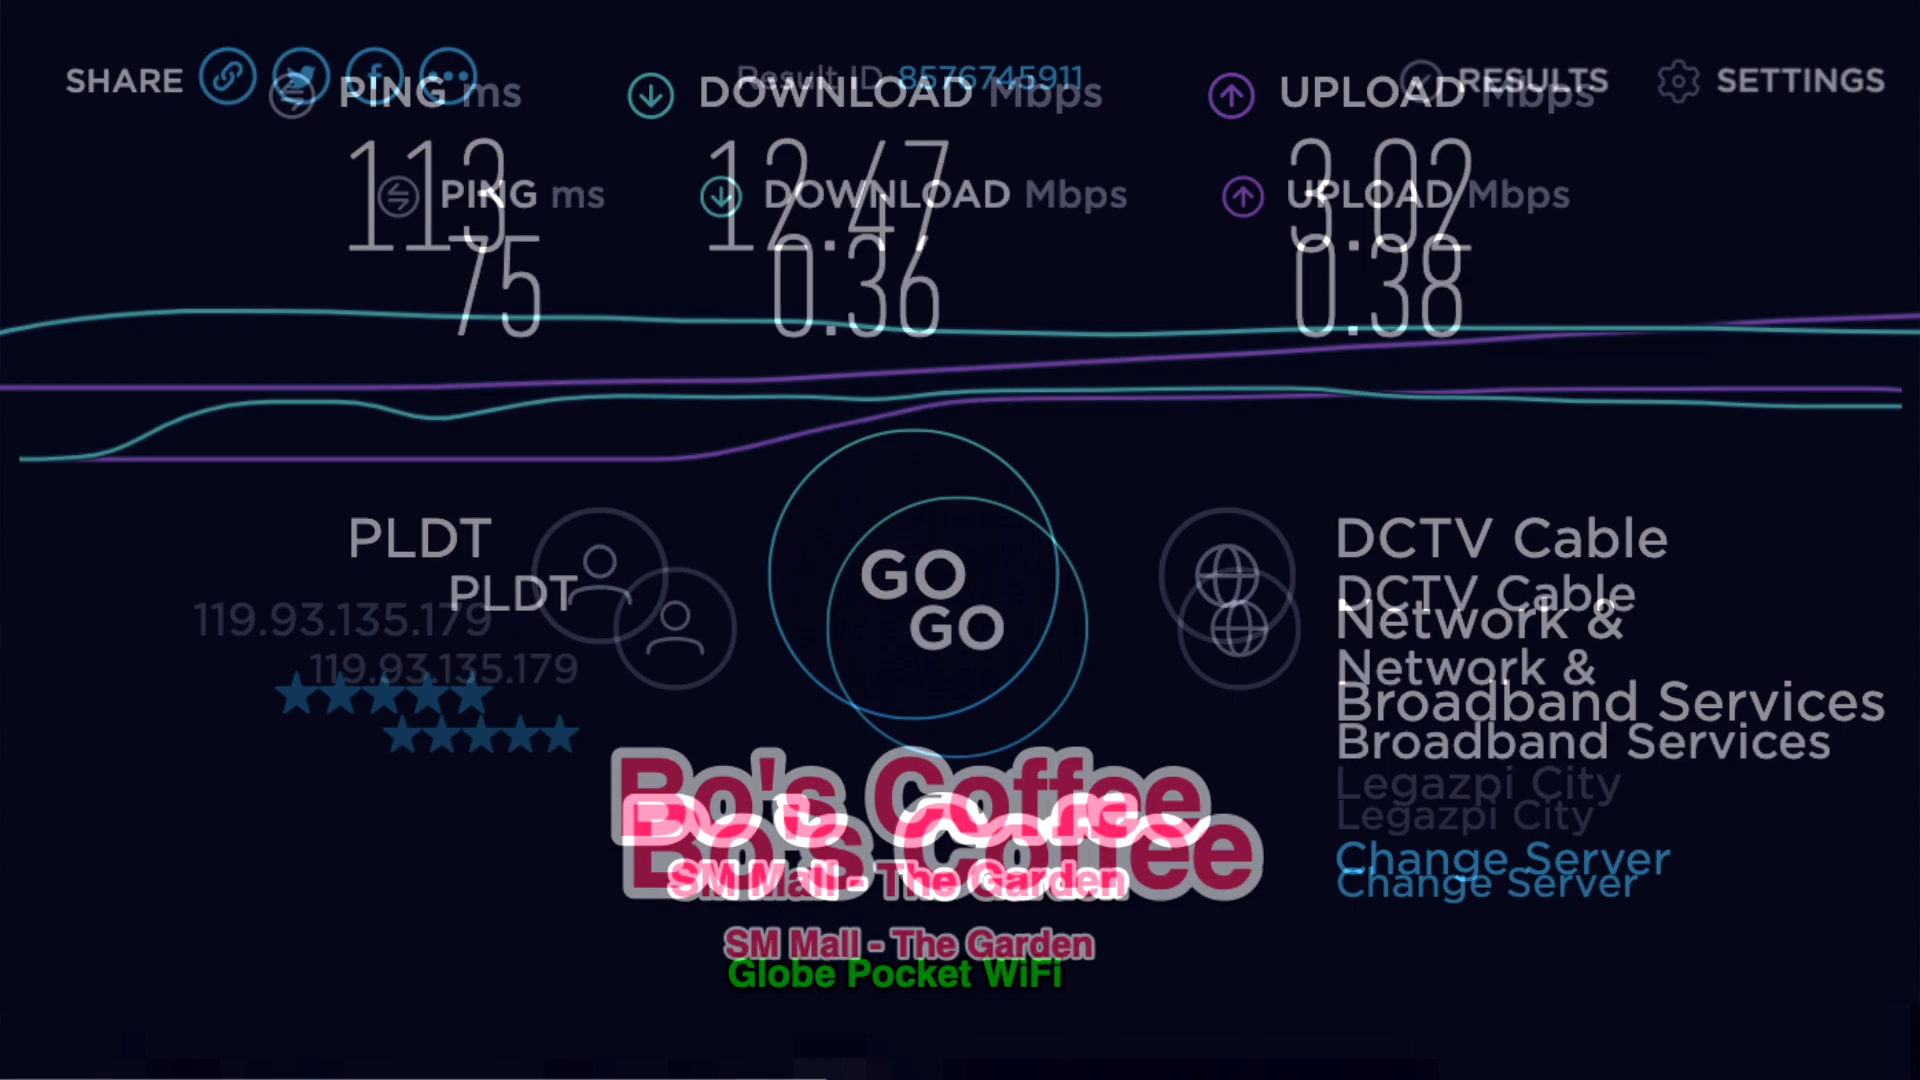 SHARE
Result ID 8576745911
RESULTS
SETTINGS
PING ms
DOWNLOAD Mbps
UPLOAD Mbps
113
12.47
3.02
PING ms
DOWNLOAD Mbps
UPLOAD Mbps
75
0.36
0.38
PLDT
119.93.135.179
PLDT
119.93.135.179
GO
GO
DCTV Cable
Network &
Broadband Services
Legazpi City
Change Server
DCTV Cable
Network &
Broadband Services
Legazpi City
Change Server
Bo's Coffee
Bo's Coffee
SM Mall - The Garden
SM Mall - The Garden
Globe Pocket WiFi